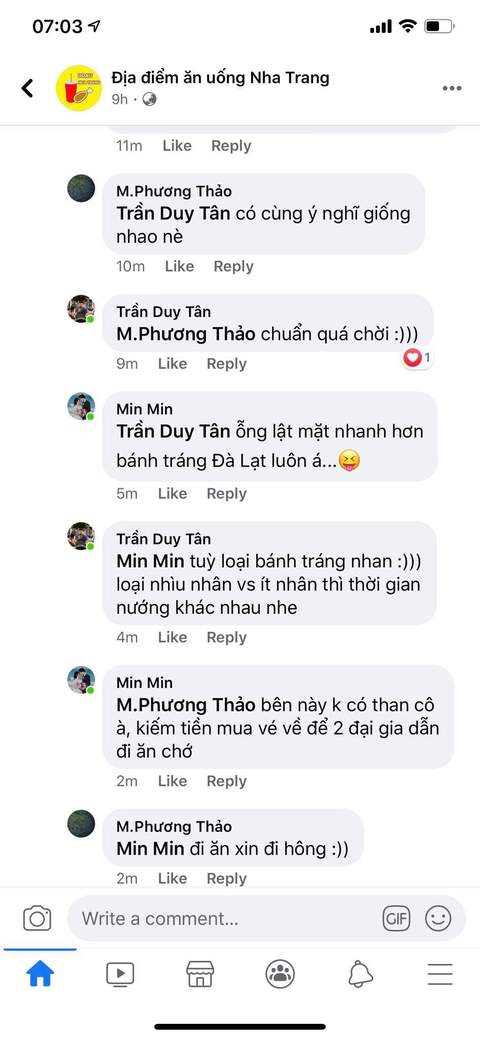 07:03
Địa điểm ăn uống Nha Trang
9h
11m Like Reply
M.Phương Thảo
Trần Duy Tân có cùng ý nghĩ giống
nhao nè
10m Like Reply
Trần Duy Tân
M.Phương Thảo chuẩn quá chời :)))
1
9m Like Reply
Min Min
Trần Duy Tân ỗng lật mặt nhanh hơn
bánh tráng Đà Lạt luôn á...😝
5m Like Reply
Trần Duy Tân
Min Min tuỳ loại bánh tráng nhan :)))
loại nhìu nhân vs ít nhân thì thời gian
nướng khác nhau nhe
4m Like Reply
Min Min
M.Phương Thảo bên này k có than cô
à, kiếm tiền mua vé về để 2 đại gia dẫn
đi ăn chớ
2m Like Reply
M.Phương Thảo
Min Min đi ăn xin đi hông :))
2m Like Reply
Write a comment...
GIF